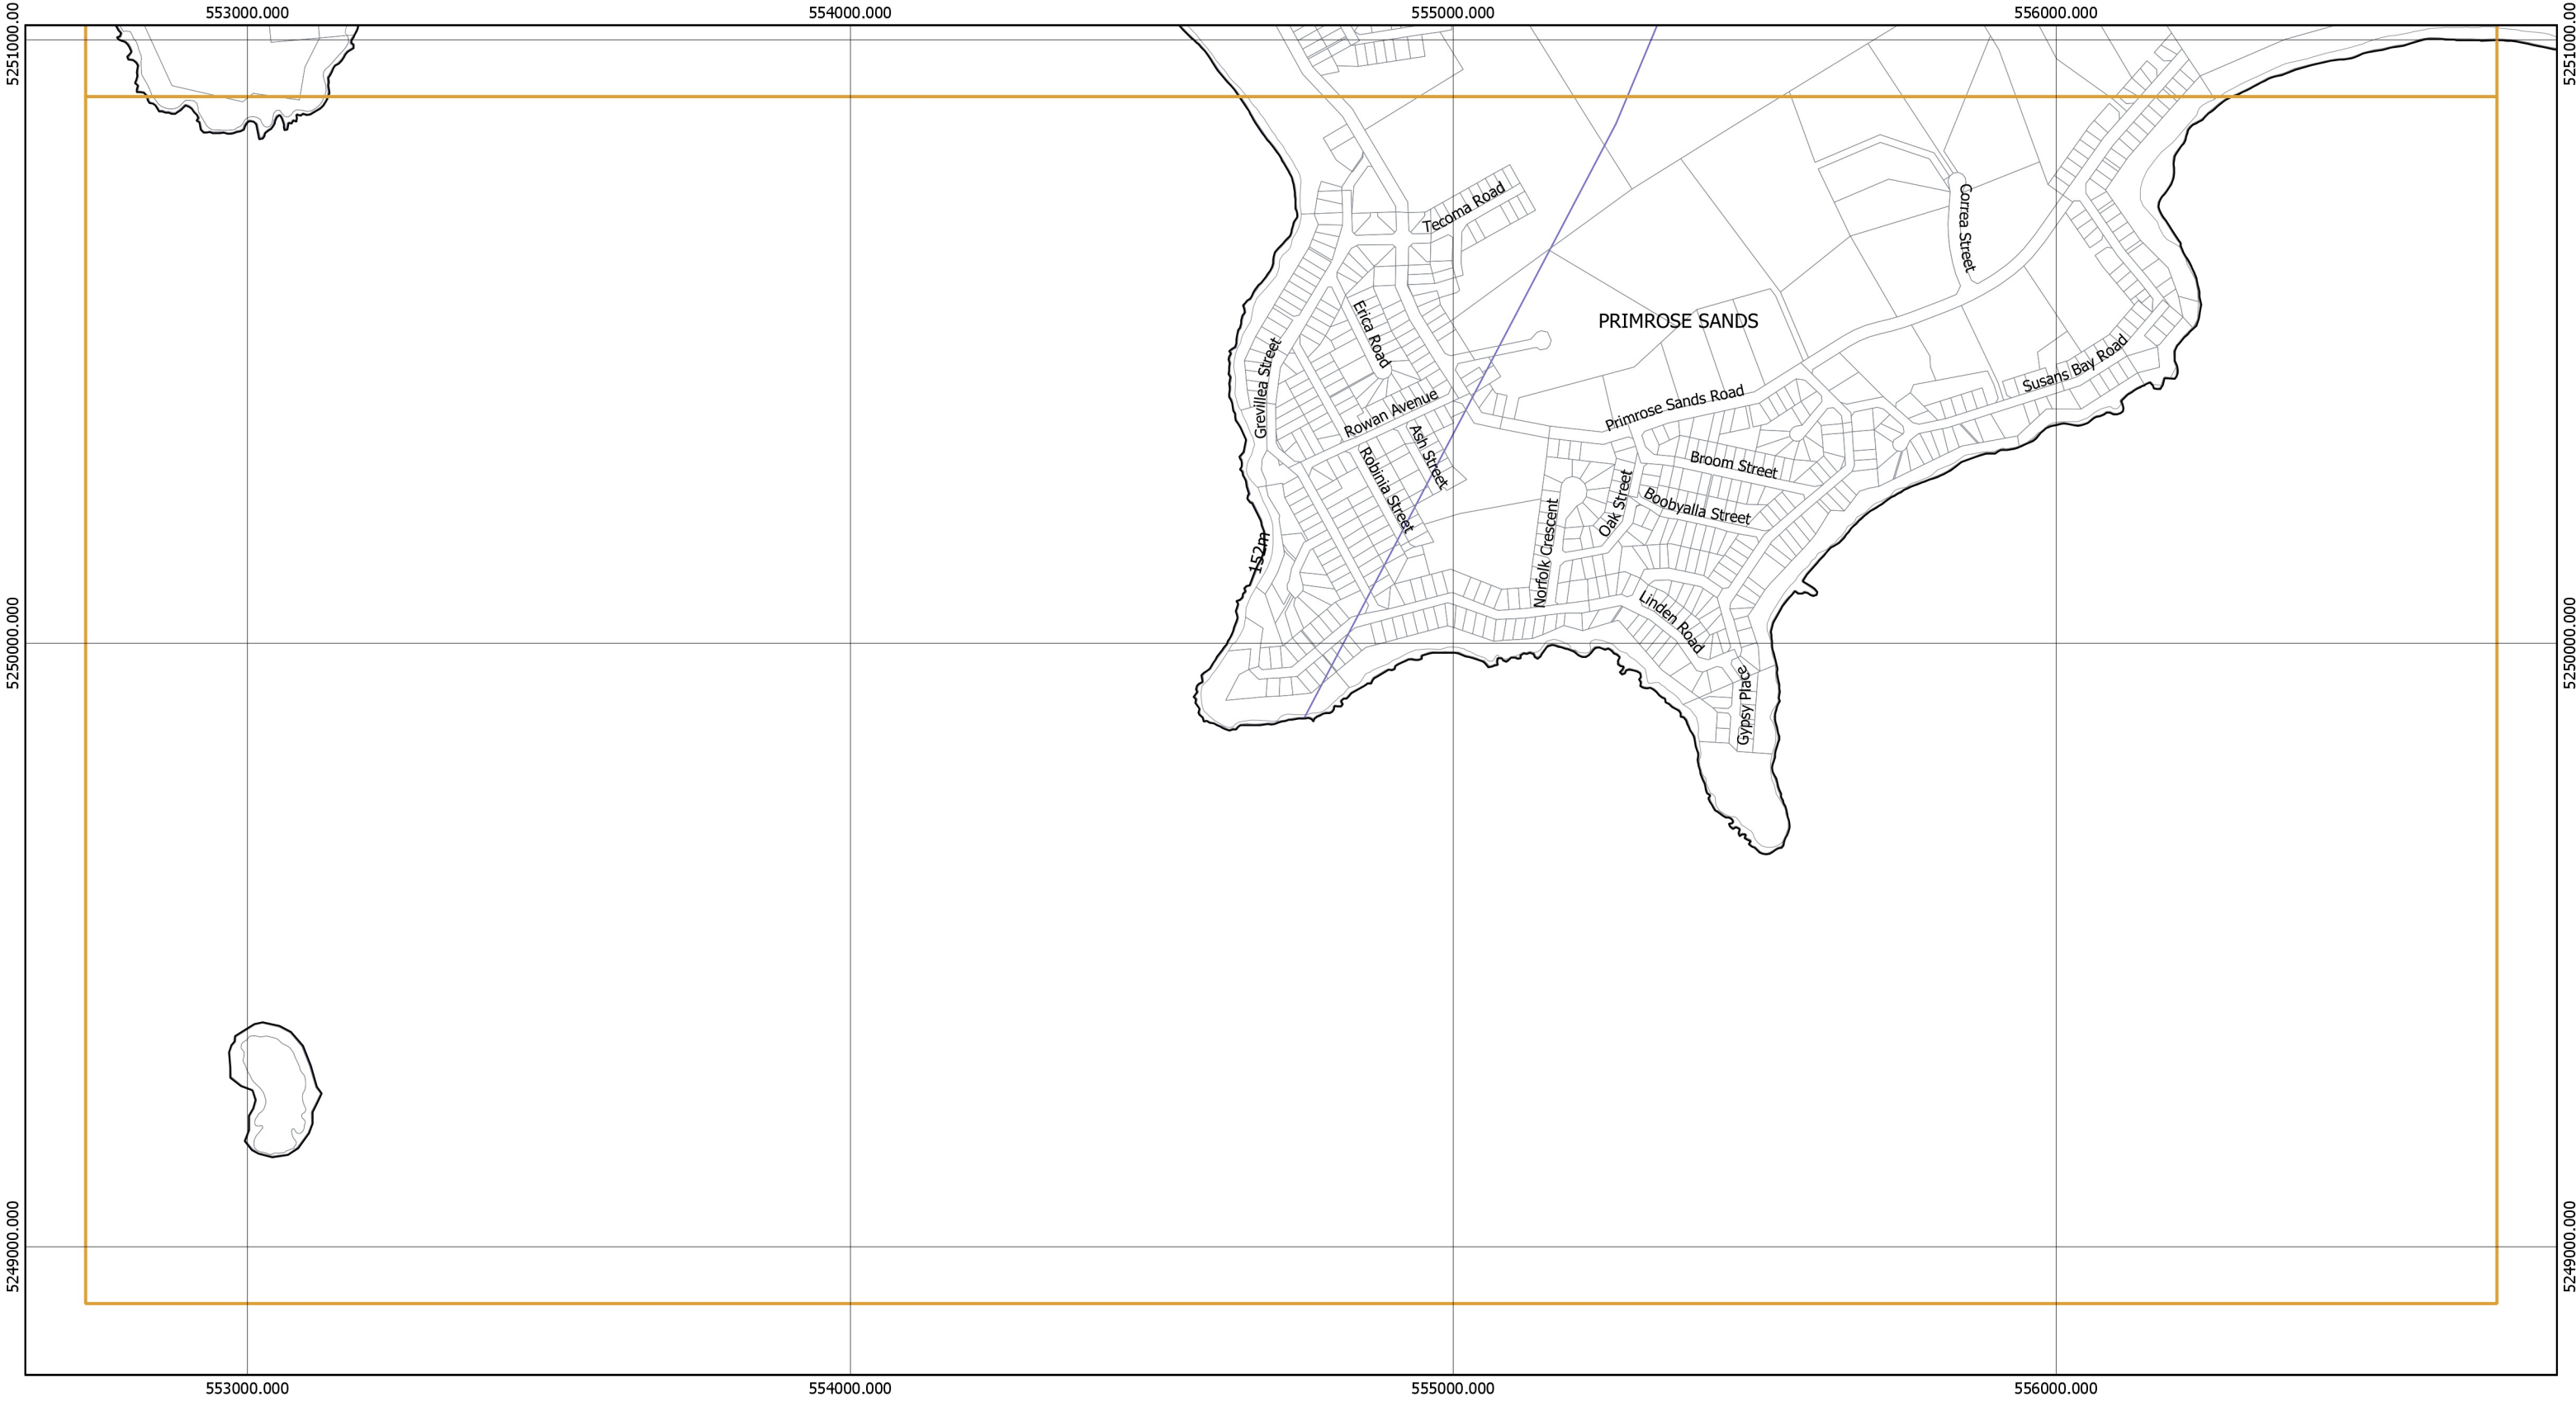 553000.000
554000.000
555000.000
556000.000
5251000.00
5251000.00
Tecoma Road
Correa Street
Erica Road
PRIMROSE SANDS
Grevillea Street
Susans Bay Road
Rowan Avenue
Primrose Sands Road
Ash Street
Robinia Street
Broom Street
Oak Street
Boobyalla Street
Norfolk Crescent
152m
Linden Road
5250000.000
5250000.000
Gypsy Place
5249000.000
5249000.000
553000.000
554000.000
555000.000
556000.000